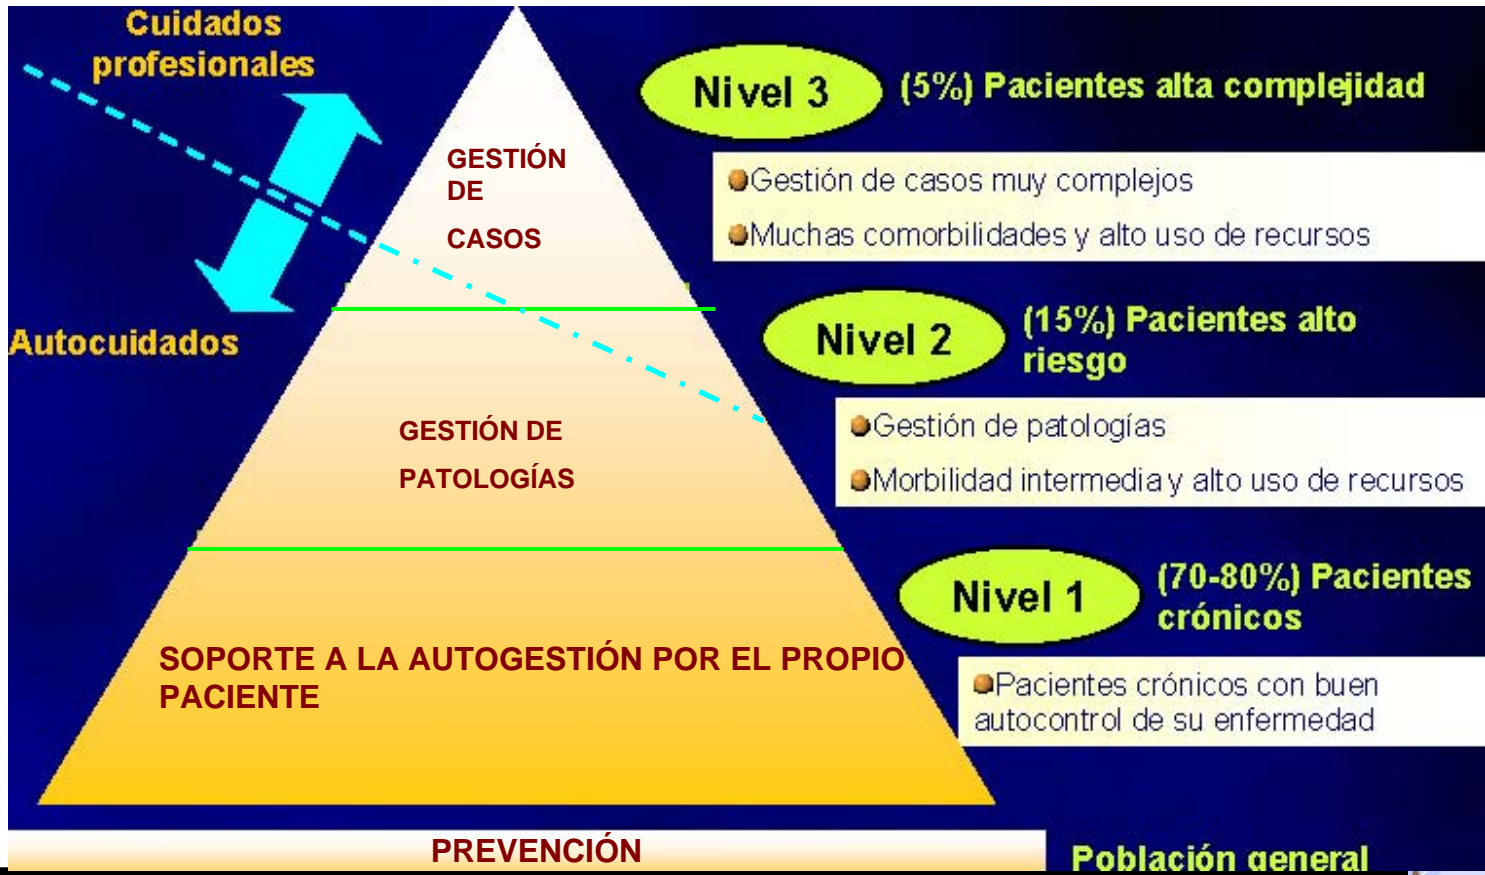 Cuidados
profesionales
Autocuidados
GESTIÓN
DE
CASOS
GESTIÓN DE
PATOLOGÍAS
SOPORTE A LA AUTOGESTIÓN POR EL PROPIO
PACIENTE
PREVENCIÓN
Nivel 3
(5%) Pacientes alta complejidad
Gestión de casos muy complejos
Muchas comorbilidades y alto uso de recursos
Nivel 2
(15%) Pacientes alto
riesgo
Gestión de patologías
Morbilidad intermedia y alto uso de recursos
Nivel 1
(70-80%) Pacientes
crónicos
Pacientes crónicos con buen
autocontrol de su enfermedad
Población general